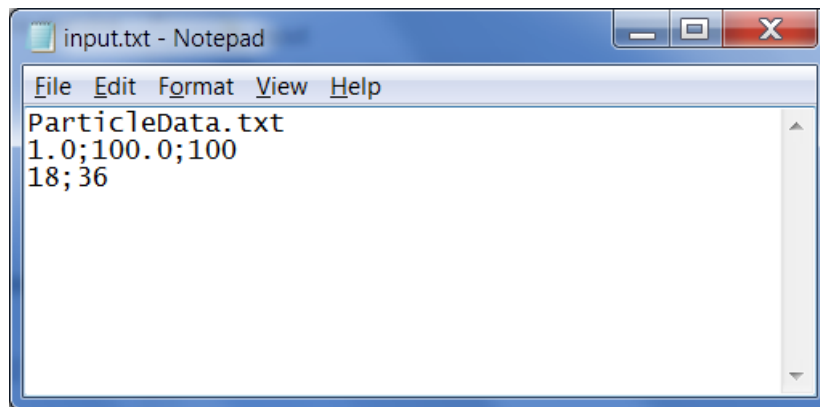 input.txt - Notepad
File Edit Format View Help
ParticleData.txt
1.0;100.0;100
18;36